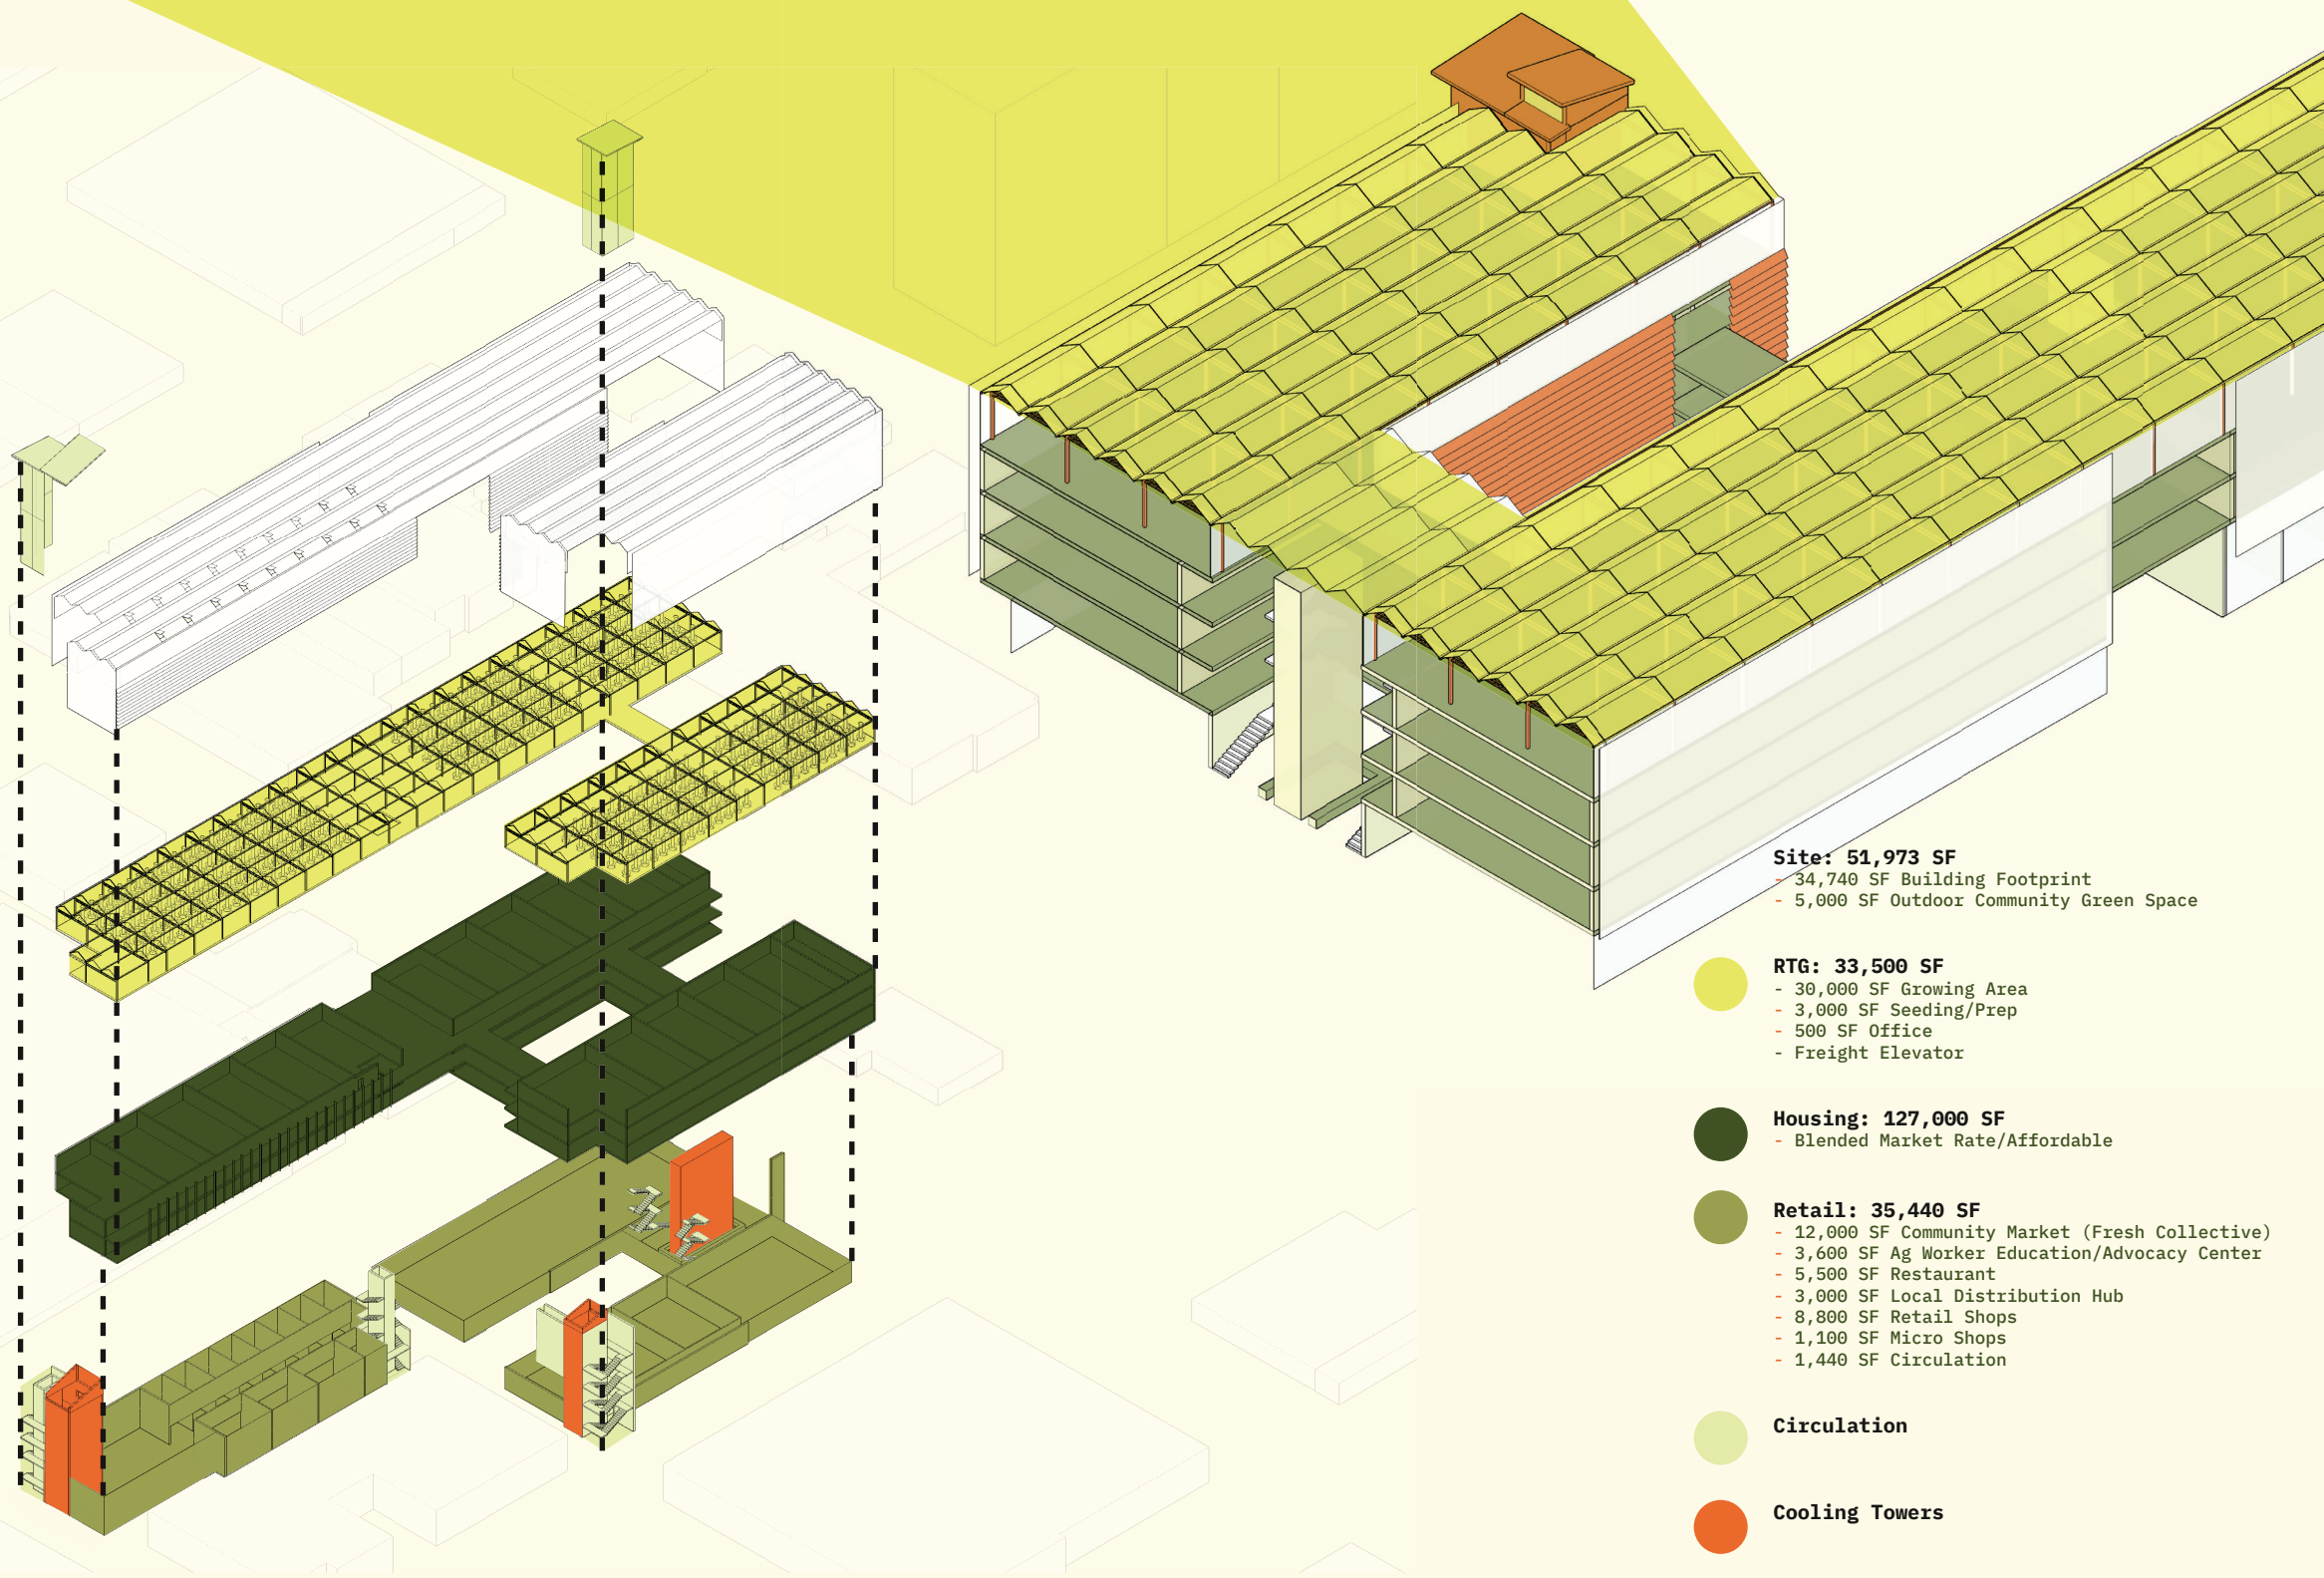 Site: 51,973 SF
- 34,740 SF Building Footprint
- 5,000 SF Outdoor Community Green Space
RTG: 33,500 SF
- 30,000 SF Growing Area
- 3,000 SF Seeding/Prep
- 500 SF Office
- Freight Elevator
Housing: 127,000 SF
- Blended Market Rate/Affordable
Retail: 35,440 SF
- 12,000 SF Community Market (Fresh Collective)
- 3,600 SF Ag Worker Education/Advocacy Center
- 5,500 SF Restaurant
- 3,000 SF Local Distribution Hub
- 8,800 SF Retail Shops
- 1,100 SF Micro Shops
- 1,440 SF Circulation
Circulation
Cooling Towers